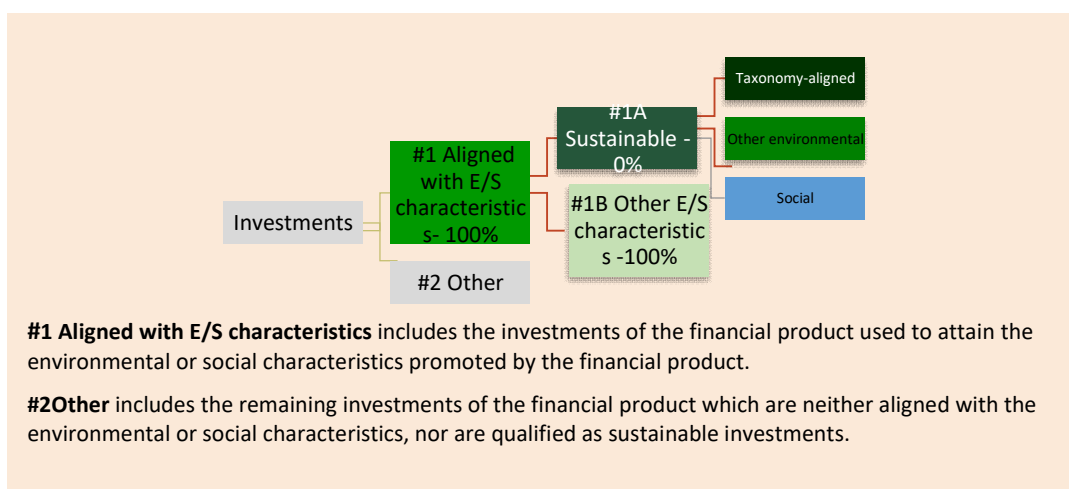 Investments
#1 Aligned
with E/S
characteristic
s- 100%
#2 Other
#1A
Sustainable -
0%
#1B Other E/S
characteristic
s -100%
Taxonomy-aligned
Other environmental
Social
#1 Aligned with E/S characteristics includes the investments of the financial product used to attain the
environmental or social characteristics promoted by the financial product.
#2Other includes the remaining investments of the financial product which are neither aligned with the
environmental or social characteristics, nor are qualified as sustainable investments.